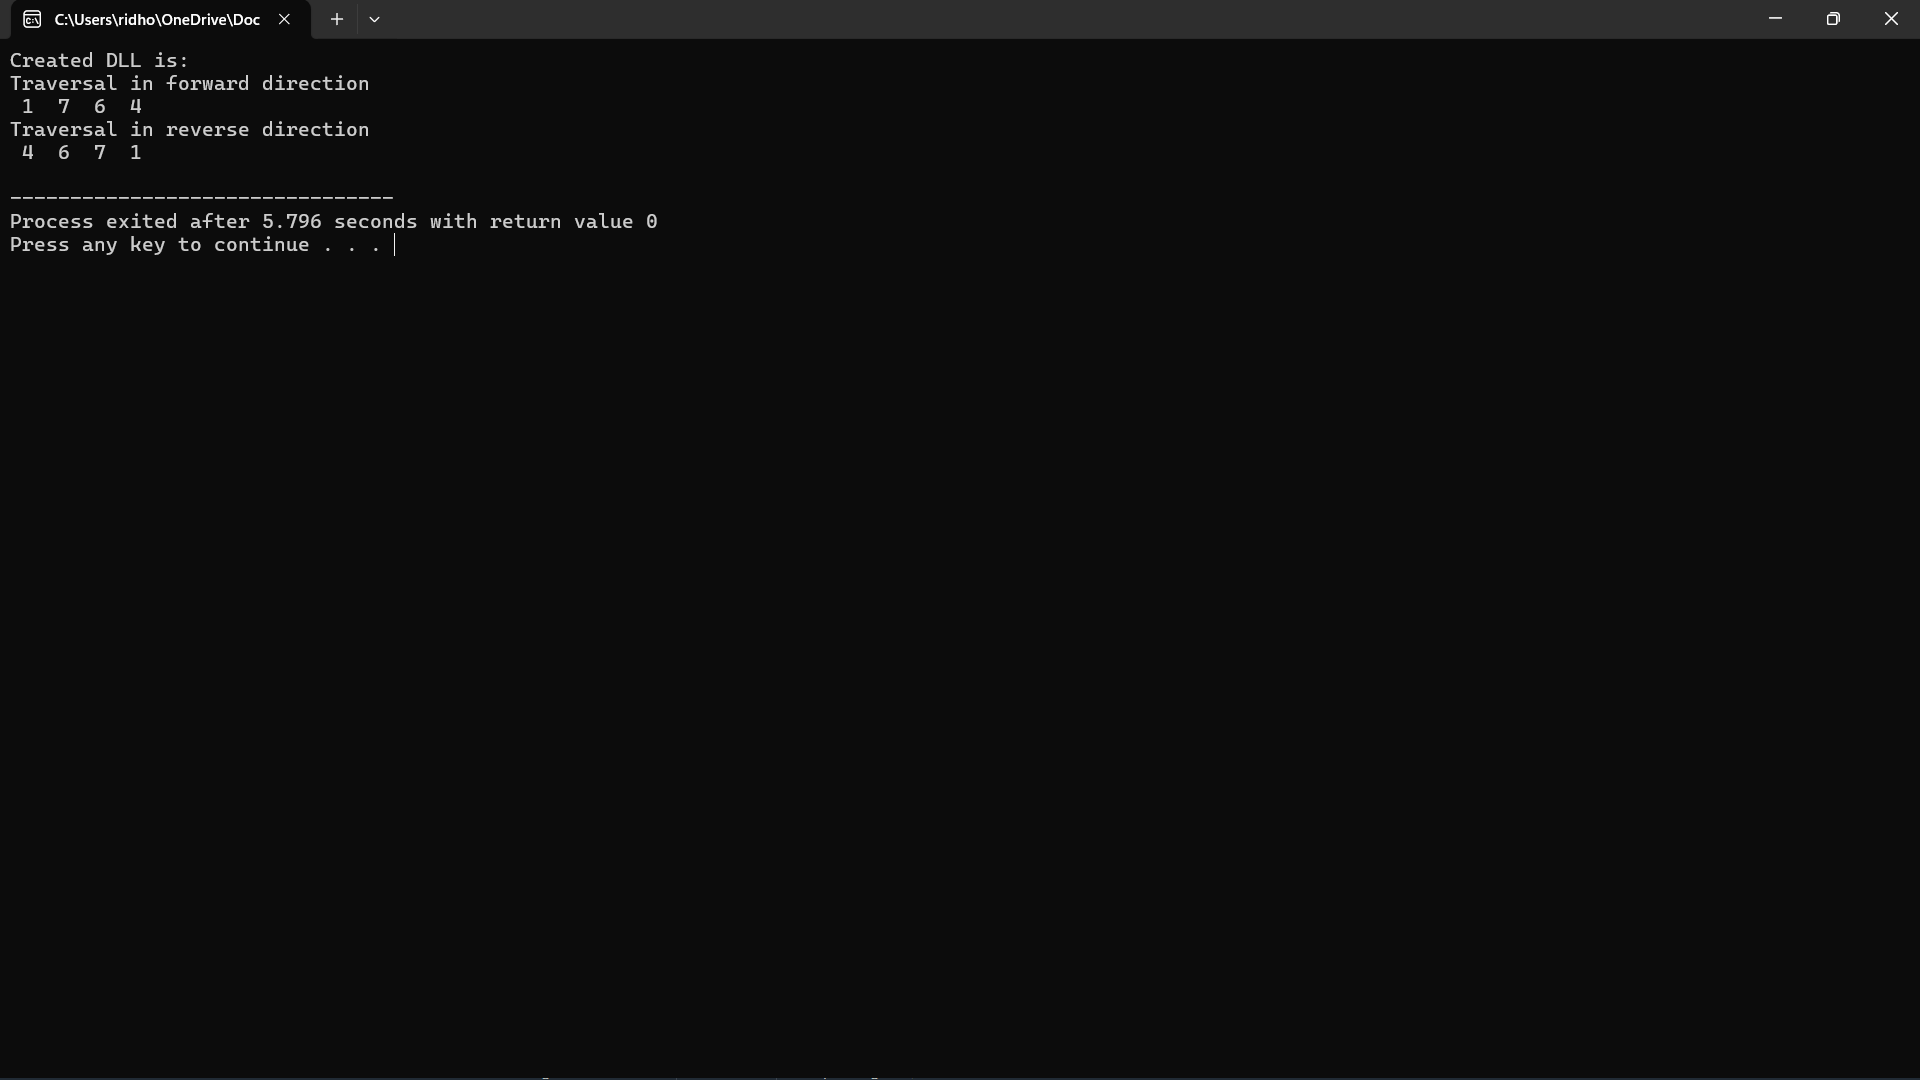 C:\Users\ridho\OneDrive\Doc
Created DLL is:
Traversal in forward direction
 1  7  6  4
Traversal in reverse direction
 4  6  7  1
--------------------------------
Process exited after 5.796 seconds with return value 0
Press any key to continue . . .